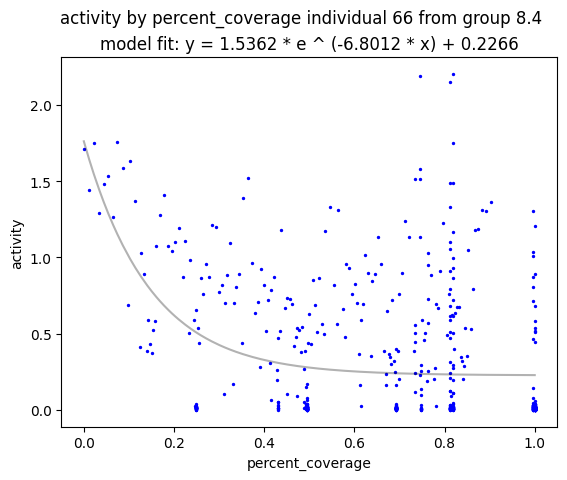 activity by percent_coverage individual 66 from group 8.4
model fit: y = 1.5362 * e ^ (-6.8012 * x) + 0.2266
2.0
1.5
1.0
0.5
0.0
activity
0.0 0.2 0.4 0.6 0.8 1.0
percent_coverage